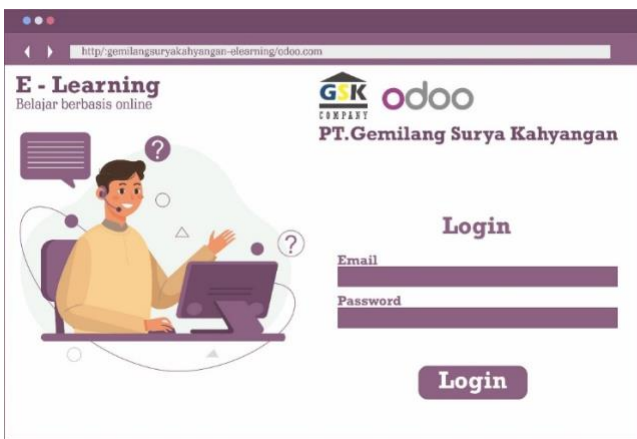 http/:gemilangsuryakahyangan-elesrning/odoo.com
E - Learning
Belajar berbasis online
GSK
COMPANY
odoo
PT.Gemilang Surya Kahyangan
?
?
Login
Email
Password
Login